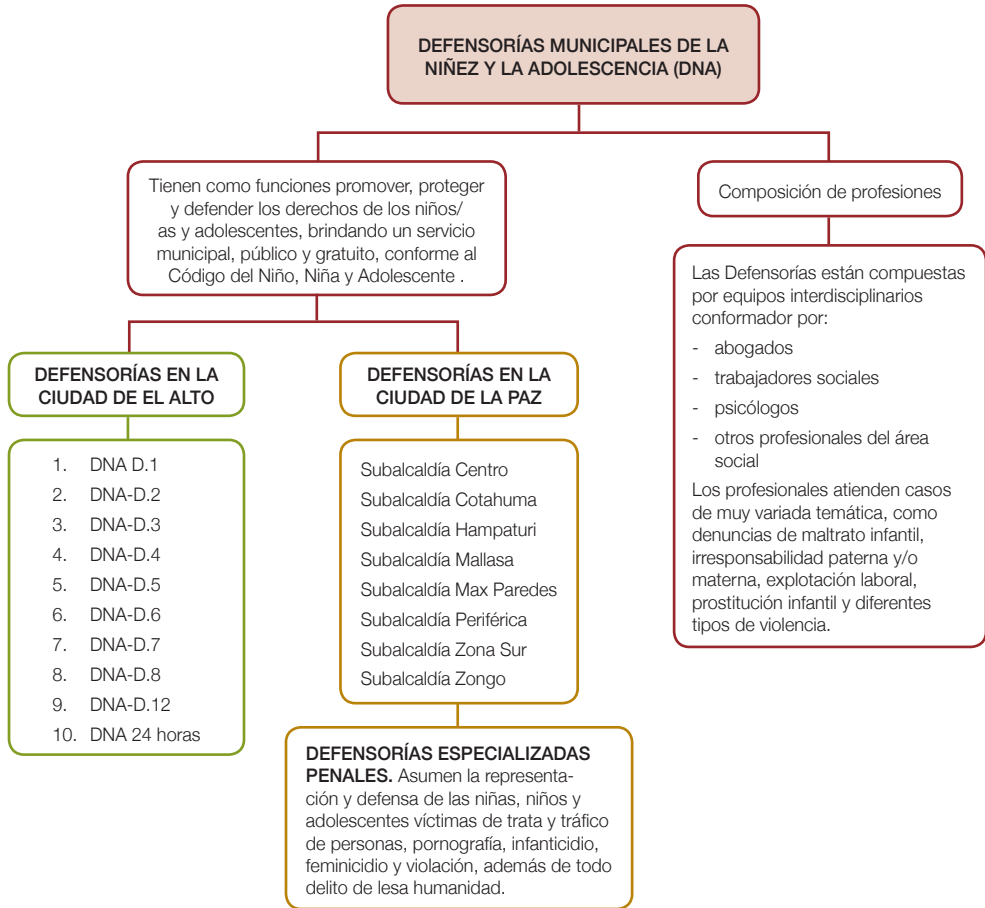 DEFENSORÍAS MUNICIPALES DE LA
NIÑEZ Y LA ADOLESCENCIA (DNA)
Tienen como funciones promover, proteger
y defender los derechos de los niños/
as y adolescentes, brindando un servicio
municipal, público y gratuito, conforme al
Código del Niño, Niña y Adolescente .
DEFENSORÍAS EN LA
CIUDAD DE EL ALTO
1. DNA D.1
2. DNA-D.2
3. DNA-D.3
4. DNA-D.4
5. DNA-D.5
6. DNA-D.6
7. DNA-D.7
8. DNA-D.8
9. DNA-D.12
10. DNA 24 horas
DEFENSORÍAS EN LA
CIUDAD DE LA PAZ
Subalcaldía Centro
Subalcaldía Cotahuma
Subalcaldía Hampaturi
Subalcaldía Mallasa
Subalcaldía Max Paredes
Subalcaldía Periférica
Subalcaldía Zona Sur
Subalcaldía Zongo
DEFENSORÍAS ESPECIALIZADAS
PENALES. Asumen la representa-
ción y defensa de las niñas, niños y
adolescentes víctimas de trata y tráfico
de personas, pornografía, infanticidio,
feminicidio y violación, además de todo
delito de lesa humanidad.
Composición de profesiones
Las Defensorías están compuestas
por equipos interdisciplinarios
conformador por:
- abogados
- trabajadores sociales
- psicólogos
- otros profesionales del área
social
Los profesionales atienden casos
de muy variada temática, como
denuncias de maltrato infantil,
irresponsabilidad paterna y/o
materna, explotación laboral,
prostitución infantil y diferentes
tipos de violencia.